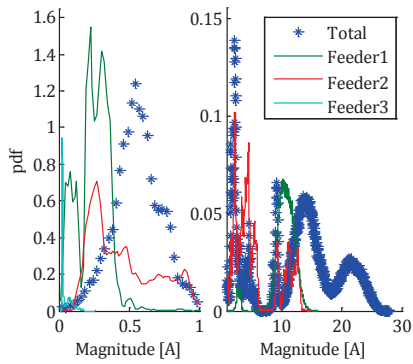 1.6
1.4
1.2
1
0.8
0.6
0.4
0.2
0
pdf
0
0.5
1
Magnitude [A]
0.15
0.1
0.05
0
0
10
20
30
Magnitude [A]
Total
Feeder1
Feeder2
Feeder3